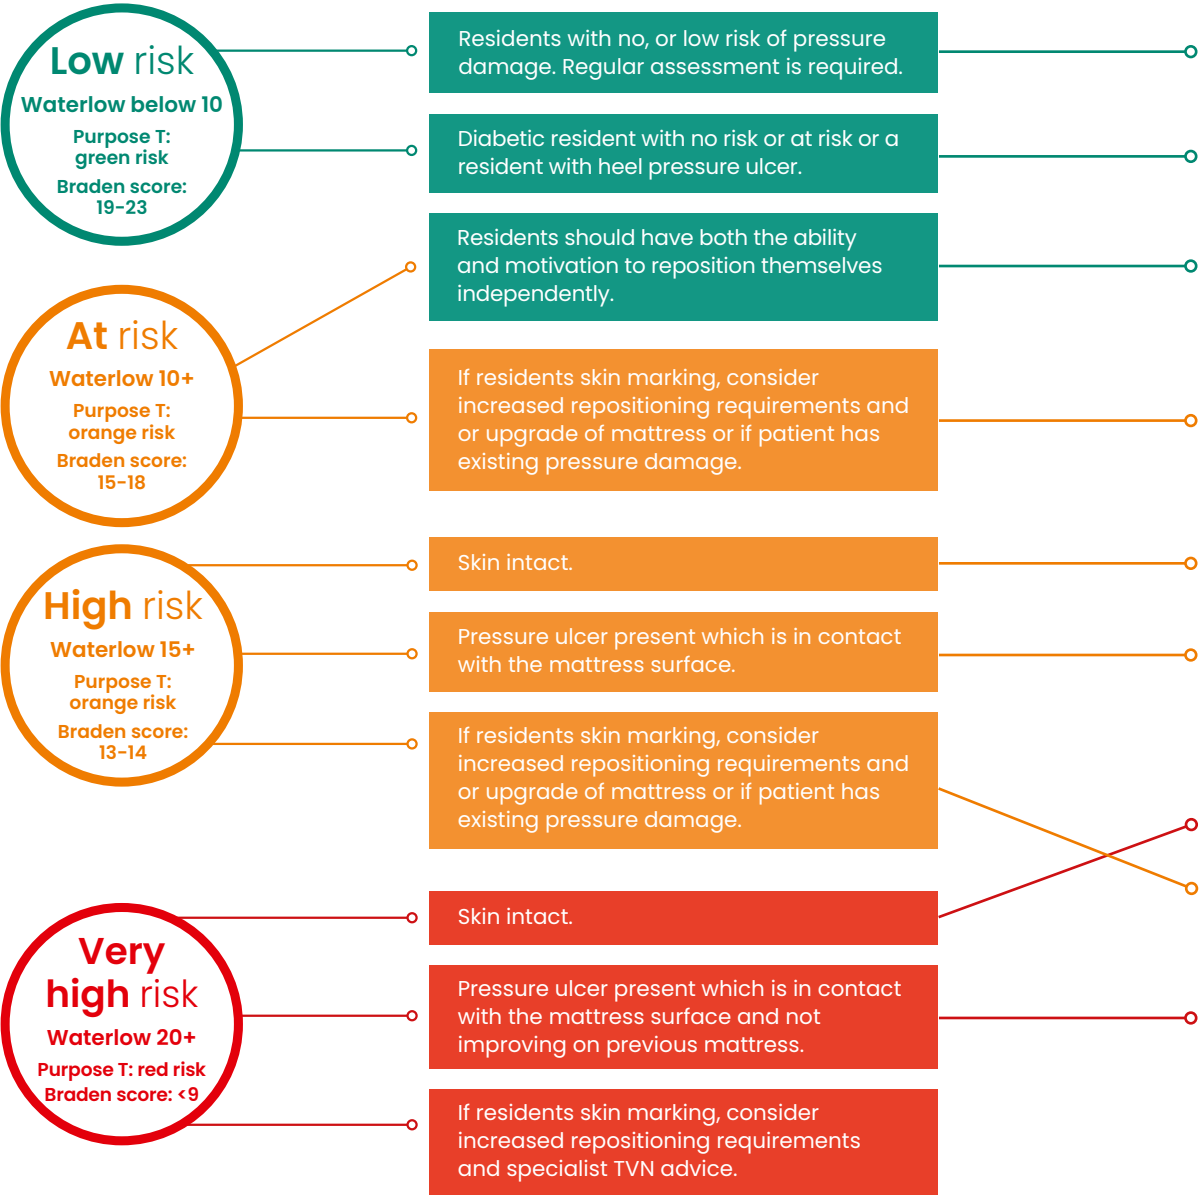 Low risk
Waterlow below 10
Purpose T:
green risk
Braden score:
19-23
Residents with no, or low risk of pressure
damage. Regular assessment is required.
Diabetic resident with no risk or at risk or a
resident with heel pressure ulcer.
Residents should have both the ability
and motivation to reposition themselves
independently.
At risk
Waterlow 10+
Purpose T:
orange risk
Braden score:
15-18
If residents skin marking, consider
increased repositioning requirements and
or upgrade of mattress or if patient has
existing pressure damage.
High risk
Waterlow 15+
Purpose T:
orange risk
Braden score:
13-14
Skin intact.
Pressure ulcer present which is in contact
with the mattress surface.
If residents skin marking, consider
increased repositioning requirements and
or upgrade of mattress or if patient has
existing pressure damage.
Very
high risk
Waterlow 20+
Purpose T: red risk
Braden score: <9
Skin intact.
Pressure ulcer present which is in contact
with the mattress surface and not
improving on previous mattress.
If residents skin marking, consider
increased repositioning requirements
and specialist TVN advice.